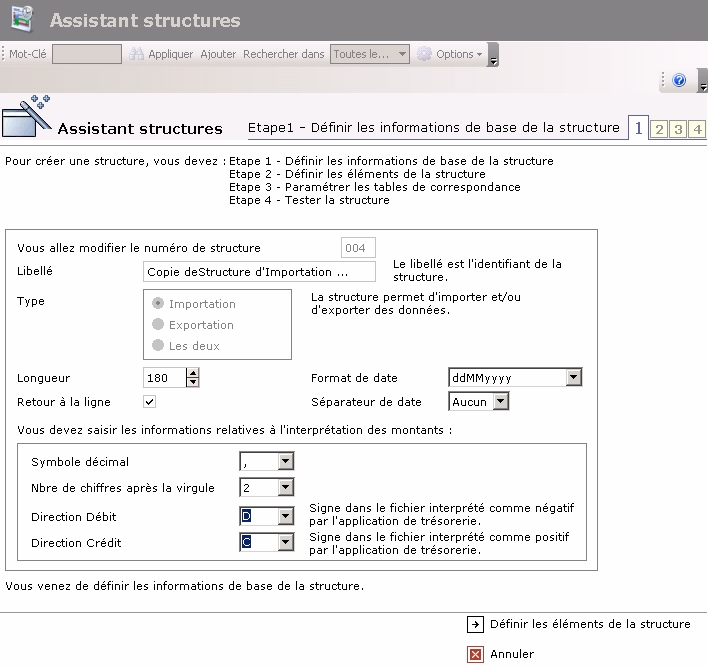 Assistant structures
Mot-Clé Appliquer Ajouter Rechercher dans Toutes le... Options
Assistant structures Etape1 - Définir les informations de base de la structure 1 2 3 4
Pour créer une structure, vous devez : Etape 1 - Définir les informations de base de la structure
Etape 2 - Définir les éléments de la structure
Etape 3 - Paramétrer les tables de correspondance
Etape 4 - Tester la structure
Vous allez modifier le numéro de structure 004
Libellé Copie deStructure d'Importation ... Le libellé est l'identifiant de la
structure.
Type Importation La structure permet d'importer et/ou
d'exporter des données.
Exportation
Les deux
Longueur 180 Format de date ddMMyyyy
Retour à la ligne Séparateur de date Aucun
Vous devez saisir les informations relatives à l'interprétation des montants :
Symbole décimal ,
Nbre de chiffres après la virgule 2
Direction Débit D Signe dans le fichier interprété comme négatif
par l'application de trésorerie.
Direction Crédit C Signe dans le fichier interprété comme positif
par l'application de trésorerie.
Vous venez de définir les informations de base de la structure.
Définir les éléments de la structure
Annuler